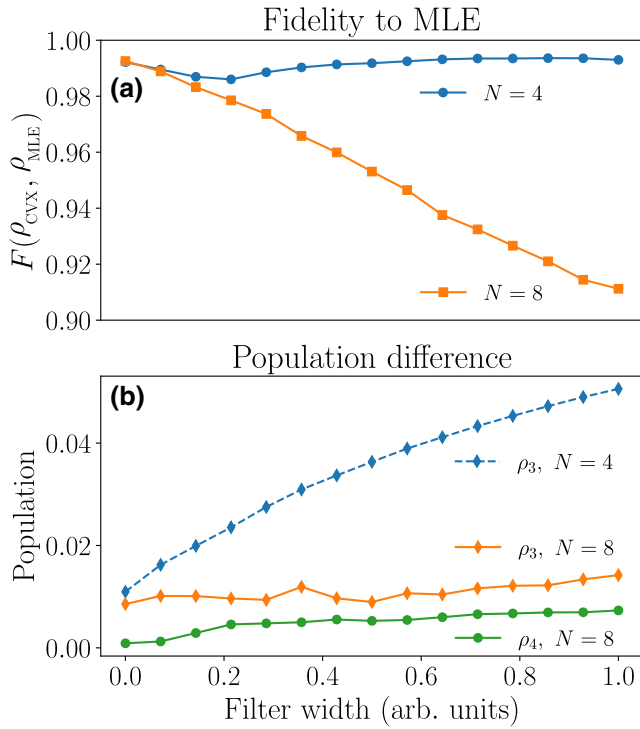 Fidelity to MLE
1.00
0.98
0.96
0.94
0.92
0.90
F(ρCVX, ρMLE)
(a)
N = 4
N = 8
Population difference
(b)
0.04
0.02
0.00
Population
ρ3, N = 4
ρ3, N = 8
ρ4, N = 8
0.0 0.2 0.4 0.6 0.8 1.0
Filter width (arb. units)